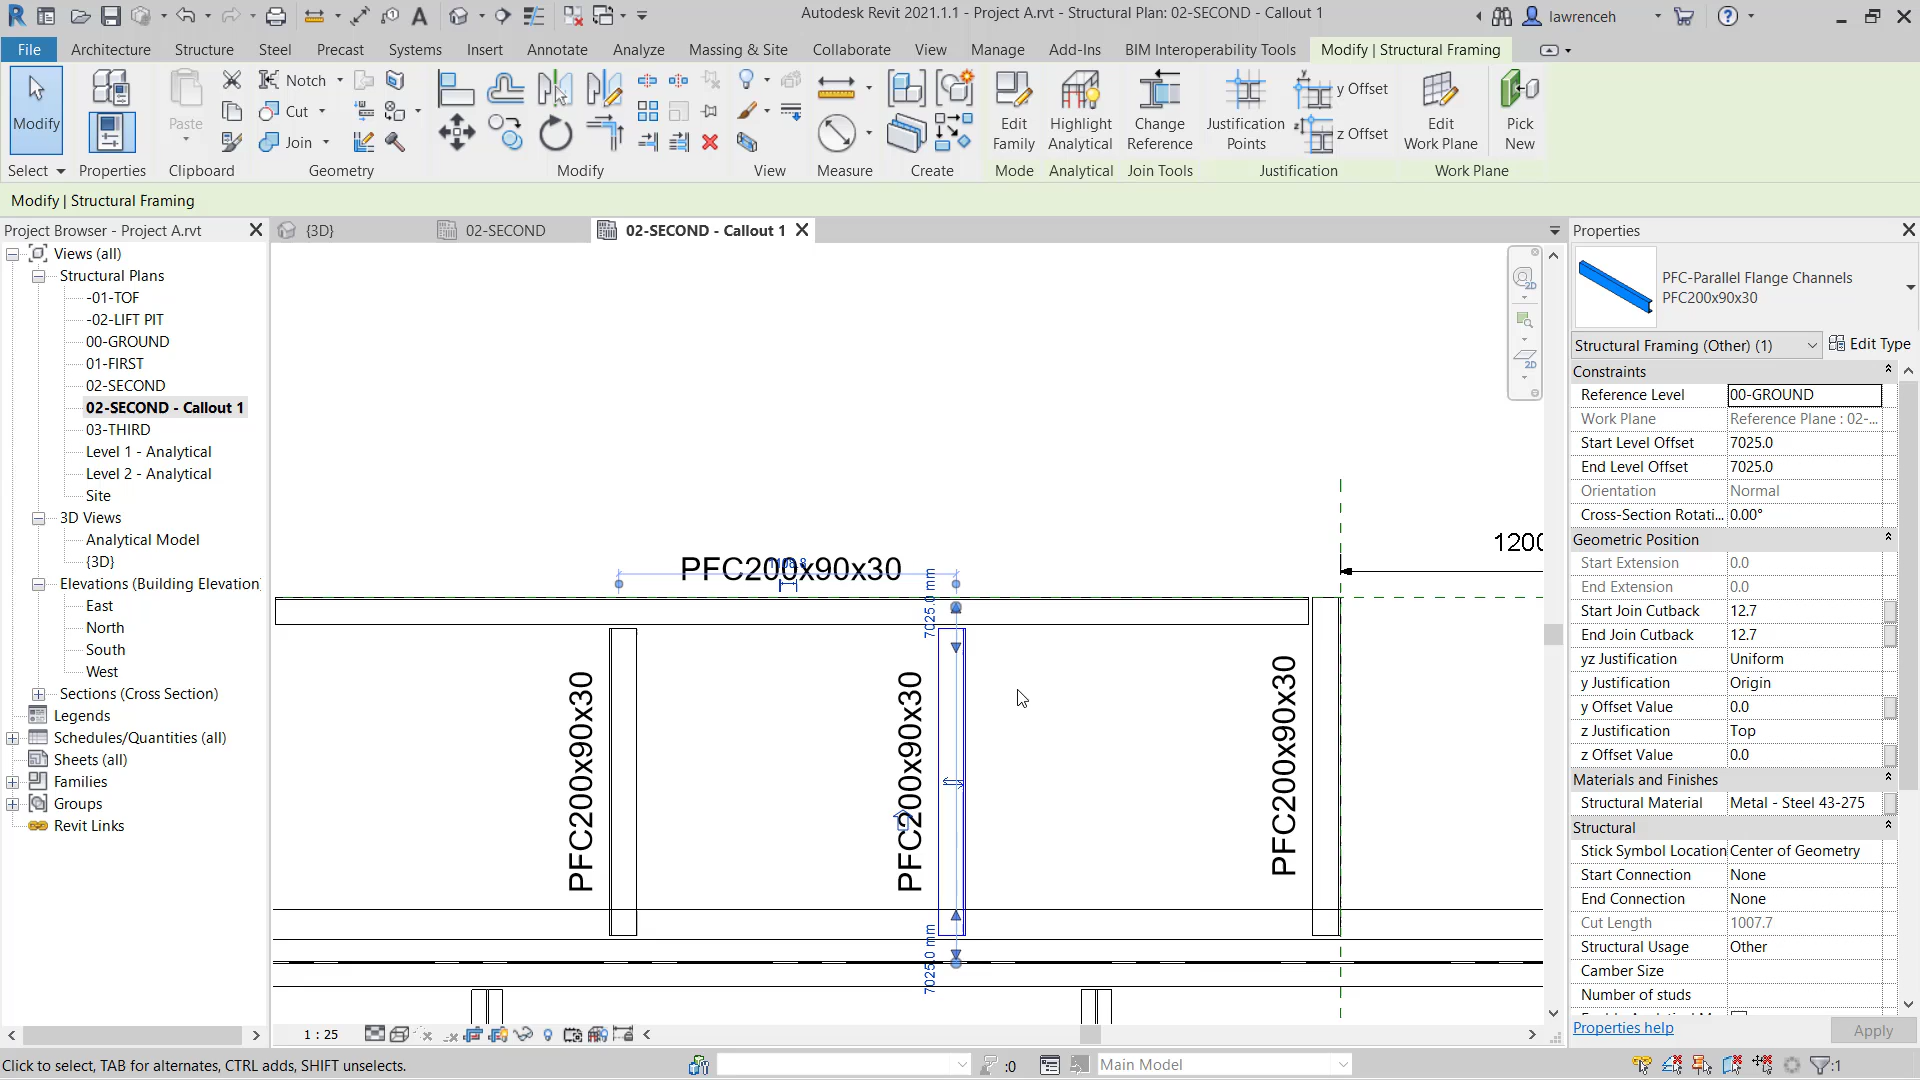 Autodesk Revit 2021.1.1 - Project A.rvt - Structural Plan: 02-SECOND - Callout 1
lawrenceh
File
Architecture
Structure
Steel
Precast
Systems
Insert
Annotate
Analyze
Massing & Site
Collaborate
View
Manage
Add-Ins
BIM Interoperability Tools
Modify | Structural Framing
Modify
Paste
Notch
Cut
Join
Edit Family
Highlight Analytical
Change Reference
Justification Points
y Offset
z Offset
Edit Work Plane
Pick New
Select
Properties
Clipboard
Geometry
Modify
View
Measure
Create
Mode
Analytical
Join Tools
Justification
Work Plane
Modify | Structural Framing
Project Browser - Project A.rvt
Views (all)
Structural Plans
-01-TOF
-02-LIFT PIT
00-GROUND
01-FIRST
02-SECOND
02-SECOND - Callout 1
03-THIRD
Level 1 - Analytical
Level 2 - Analytical
Site
3D Views
Analytical Model
{3D}
Elevations (Building Elevation
East
North
South
West
Sections (Cross Section)
Legends
Schedules/Quantities (all)
Sheets (all)
Families
Groups
Revit Links
{3D}
02-SECOND
02-SECOND - Callout 1
PFC200x90x30
7025.0 mm
1200
PFC200x90x30
PFC200x90x30
PFC200x90x30
7025.0 mm
1 : 25
Properties
PFC-Parallel Flange Channels
PFC200x90x30
Structural Framing (Other) (1)
Edit Type
Constraints
Reference Level 00-GROUND
Work Plane Reference Plane : 02-...
Start Level Offset 7025.0
End Level Offset 7025.0
Orientation Normal
Cross-Section Rotati... 0.00°
Geometric Position
Start Extension 0.0
End Extension 0.0
Start Join Cutback 12.7
End Join Cutback 12.7
yz Justification Uniform
y Justification Origin
y Offset Value 0.0
z Justification Top
z Offset Value 0.0
Materials and Finishes
Structural Material Metal - Steel 43-275
Structural
Stick Symbol Location Center of Geometry
Start Connection None
End Connection None
Cut Length 1007.7
Structural Usage Other
Camber Size
Number of studs
Properties help
Apply
Click to select, TAB for alternates, CTRL adds, SHIFT unselects.
:0
Main Model
:1